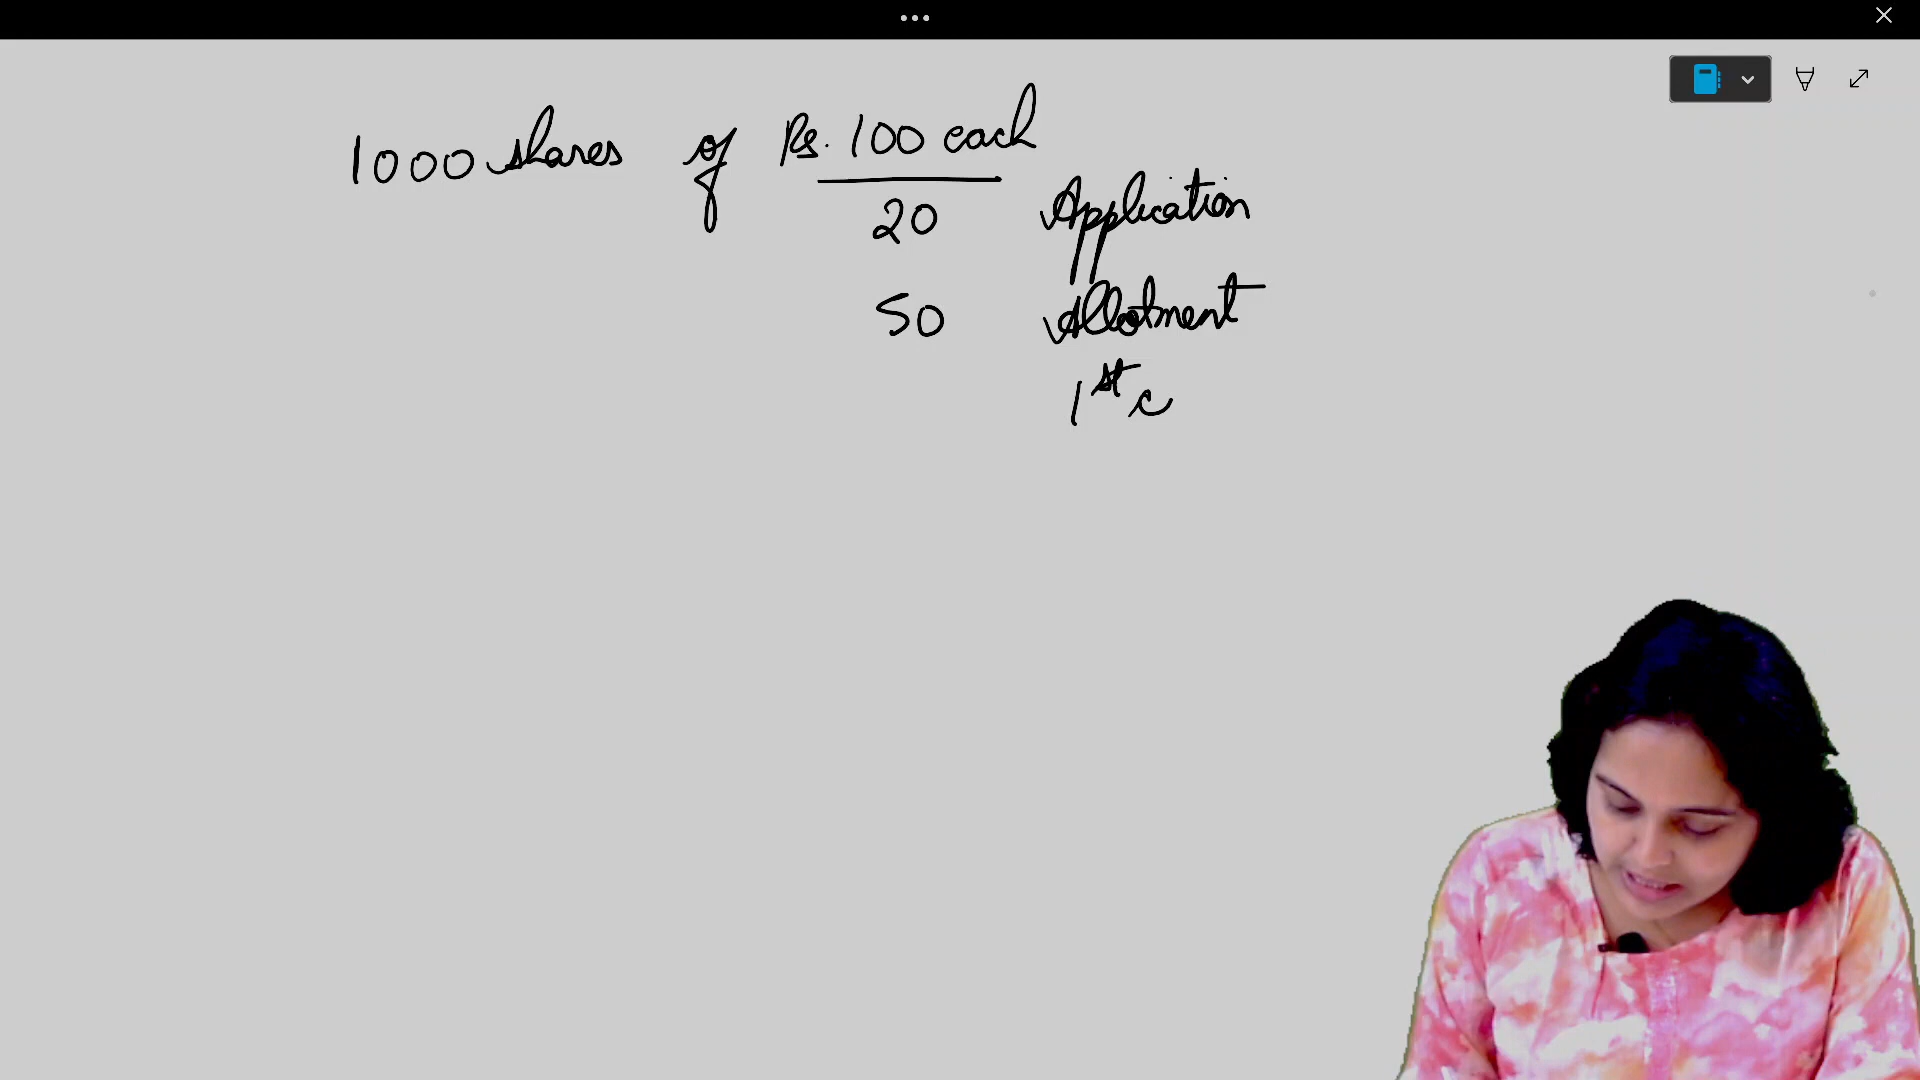 1000 shares of Rs. 100 each
20 Application
50 Allotment
1st c